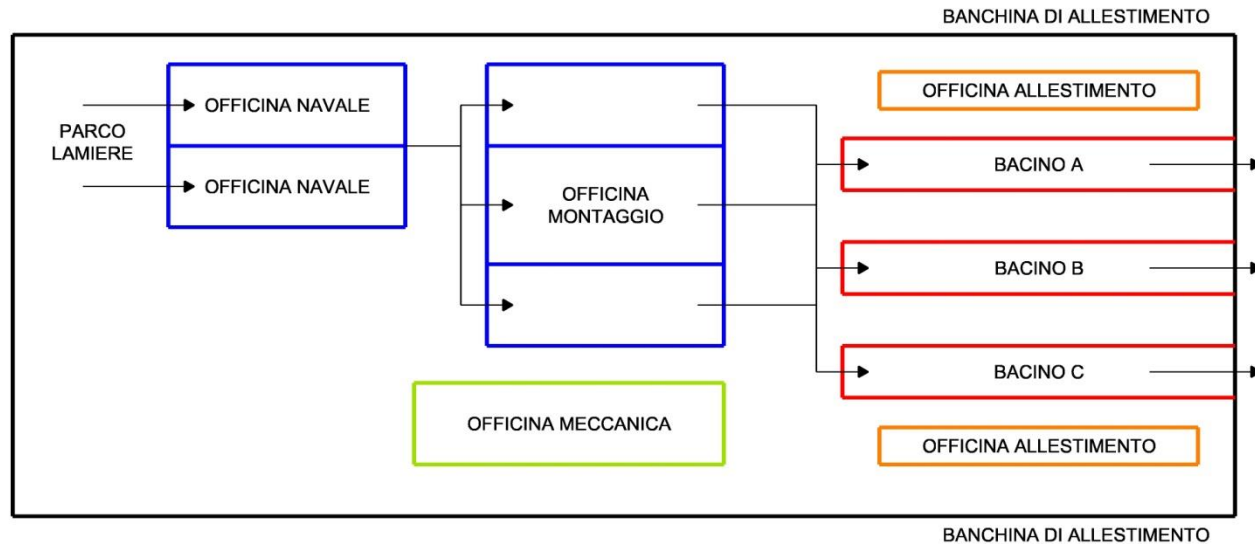 BANCHINA DI ALLESTIMENTO
OFFICINA NAVALE
OFFICINA ALLESTIMENTO
PARCO
LAMIERE
OFFICINA NAVALE
OFFICINA
MONTAGGIO
BACINO A
BACINO B
BACINO C
OFFICINA MECCANICA
OFFICINA ALLESTIMENTO
BANCHINA DI ALLESTIMENTO